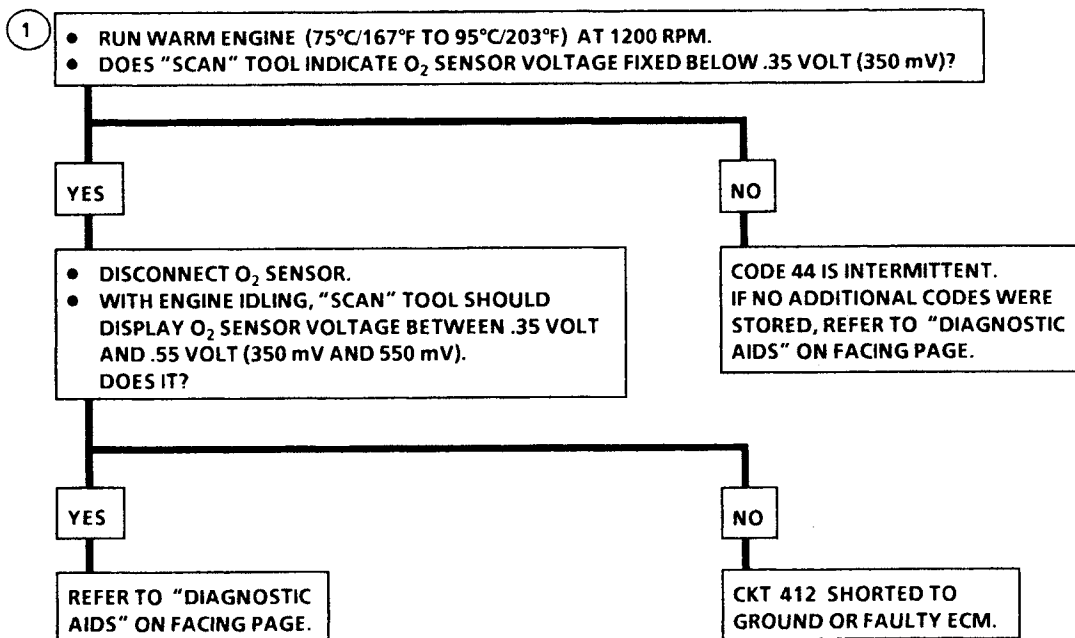 1
• RUN WARM ENGINE (75°C/167°F TO 95°C/203°F) AT 1200 RPM.
• DOES "SCAN" TOOL INDICATE O₂ SENSOR VOLTAGE FIXED BELOW .35 VOLT (350 mV)?
YES
NO
• DISCONNECT O₂ SENSOR.
• WITH ENGINE IDLING, "SCAN" TOOL SHOULD
DISPLAY O₂ SENSOR VOLTAGE BETWEEN .35 VOLT
AND .55 VOLT (350 mV AND 550 mV).
DOES IT?
CODE 44 IS INTERMITTENT.
IF NO ADDITIONAL CODES WERE
STORED, REFER TO "DIAGNOSTIC
AIDS" ON FACING PAGE.
YES
NO
REFER TO "DIAGNOSTIC
AIDS" ON FACING PAGE.
CKT 412 SHORTED TO
GROUND OR FAULTY ECM.